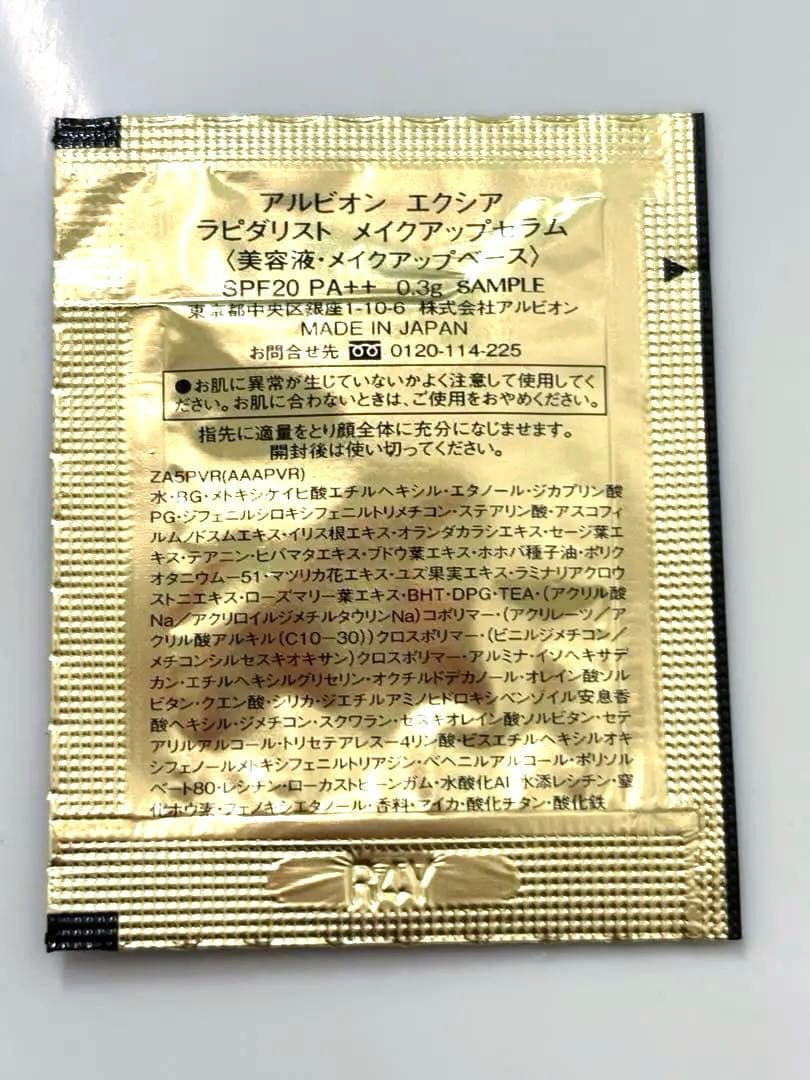 アルビオン エクシア
ラピダリスト メイクアップセラム
〈美容液・メイクアップベース〉
SPF20 PA++ 0.3g SAMPLE
東京都中央区銀座1-10-6 株式会社アルビオン
MADE IN JAPAN
お問合せ先 0120-114-225
●お肌に異常が生じていないかよく注意して使用してく
ださい。お肌に合わないときは、ご使用をおやめください。
指先に適量をとり顔全体に充分になじませます。
開封後は使い切ってください。
ZA5PVR(AAAPVR)
水・BG・メトキシケイヒ酸エチルヘキシル・エタノール・ジカプリン酸
PG・ジフェニルシロキシフェニルトリメチコン・ステアリン酸・アスコフィ
ルムノドスムエキス・イリス根エキス・オランダカラシエキス・セージ葉エ
キス・テアニン・ヒバマタエキス・ブドウ葉エキス・ホホバ種子油・ポリク
オタニウム－51・マツリカ花エキス・ユズ果実エキス・ラミナリアクロウ
ストニエキス・ローズマリー葉エキス・BHT・DPG・TEA・(アクリル酸
Na／アクリロイルジメチルタウリンNa)コポリマー・(アクリレーツ／ア
クリル酸アルキル(C10－30))クロスポリマー・(ビニルジメチコン／
メチコンシルセスキオキサン)クロスポリマー・アルミナ・イソヘキサデ
カン・エチルヘキシルグリセリン・オクチルドデカノール・オレイン酸ソル
ビタン・クエン酸・シリカ・ジエチルアミノヒドロキシベンゾイル安息香
酸ヘキシル・ジメチコン・スクワラン・セスキオレイン酸ソルビタン・セテ
アリルアルコール・トリセテアレス－4リン酸・ビスエチルヘキシルオキ
シフェノールメトキシフェニルトリアジン・ベヘニルアルコール・ポリソル
ベート80・レシチン・ローカストビーンガム・水酸化Al・水添レシチン・窒
化ホウ素・フェノキシエタノール・香料・マイカ・酸化チタン・酸化鉄
RAY